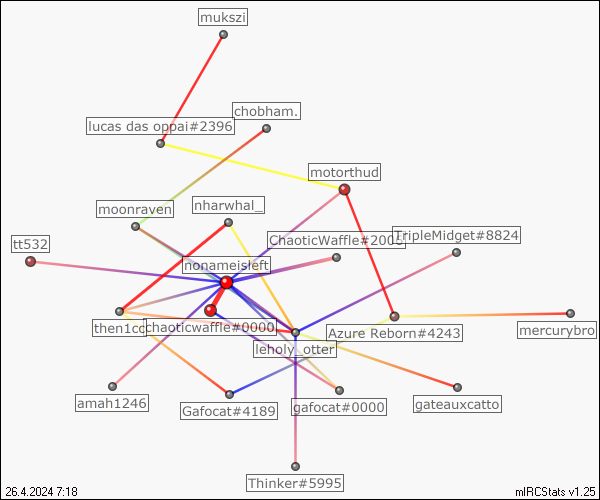 mukszi
chobham.
lucas das oppai#2396
motorthud
nharwhal_
moonraven
TripleMidget#8824
ChaoticWaffle#200
tt532
nonameisleft
then1cc
chaoticwaffle#0000
Azure Reborn#4243
mercurybro
leholy_otter
amah1246
Gafocat#4189
gafocat#0000
gateauxcatto
Thinker#5995
26.4.2024 7:18
mIRCStats v1.25